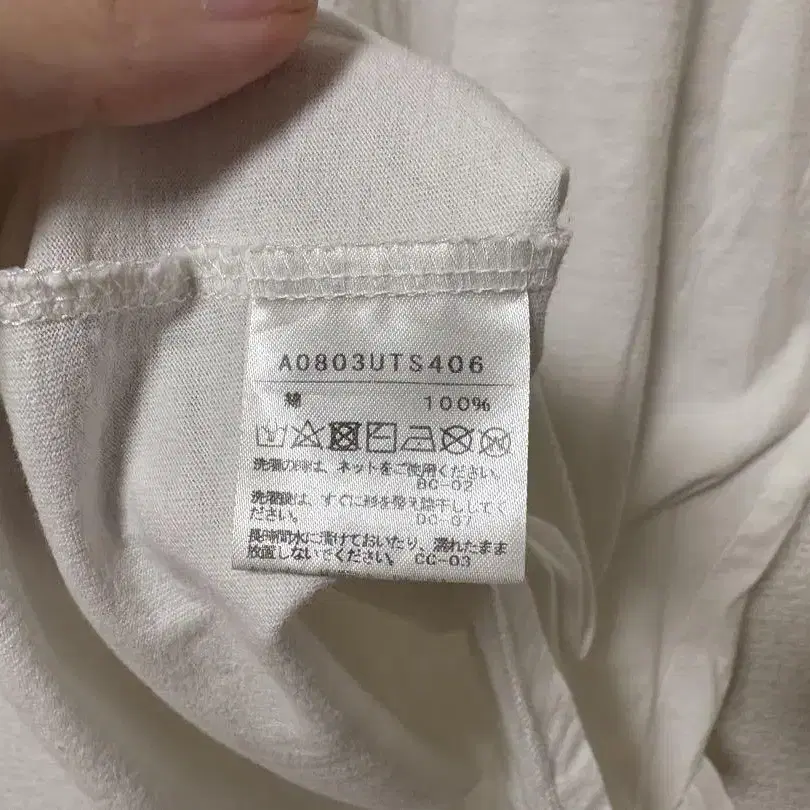 A0803UTS406
綿 100%
洗濯の時は、ネットをご使用ください。
BC-02
洗濯後は、すぐに形を整え陰干ししてく
ださい。 DC-07
長時間水に漬けておいたり、濡れたまま
放置しないでください。 CC-03